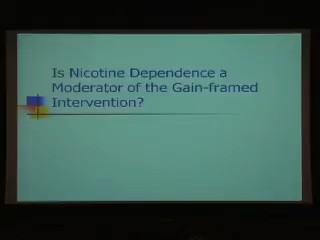 Is Nicotine Dependence a
Moderator of the Gain-framed
Intervention?